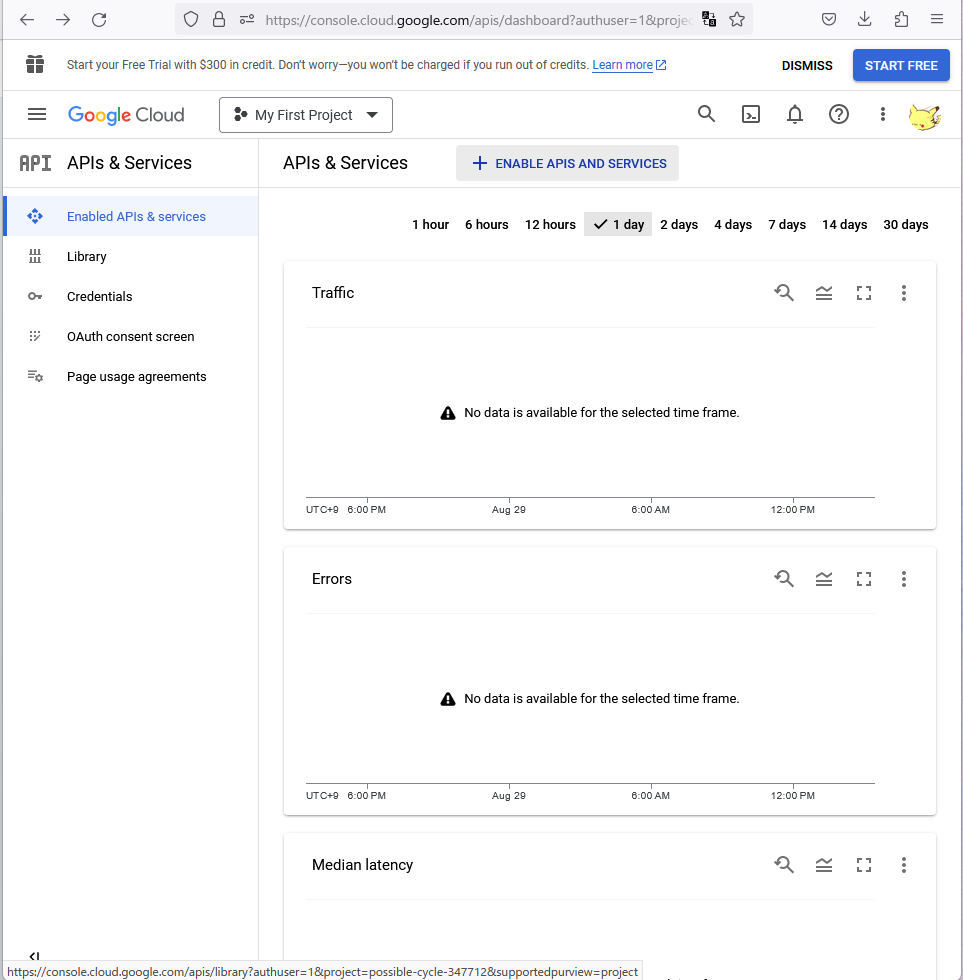 https://console.cloud.google.com/apis/dashboard?authuser=1&projec
Start your Free Trial with $300 in credit. Don't worry—you won't be charged if you run out of credits. Learn more
DISMISS
START FREE
Google Cloud
My First Project
API APIs & Services
APIs & Services
ENABLE APIS AND SERVICES
Enabled APIs & services
Library
Credentials
OAuth consent screen
Page usage agreements
1 hour 6 hours 12 hours 1 day 2 days 4 days 7 days 14 days 30 days
Traffic
No data is available for the selected time frame.
UTC+9 6:00 PM Aug 29 6:00 AM 12:00 PM
Errors
No data is available for the selected time frame.
UTC+9 6:00 PM Aug 29 6:00 AM 12:00 PM
Median latency
https://console.cloud.google.com/apis/library?authuser=1&project=possible-cycle-347712&supportedpurview=project